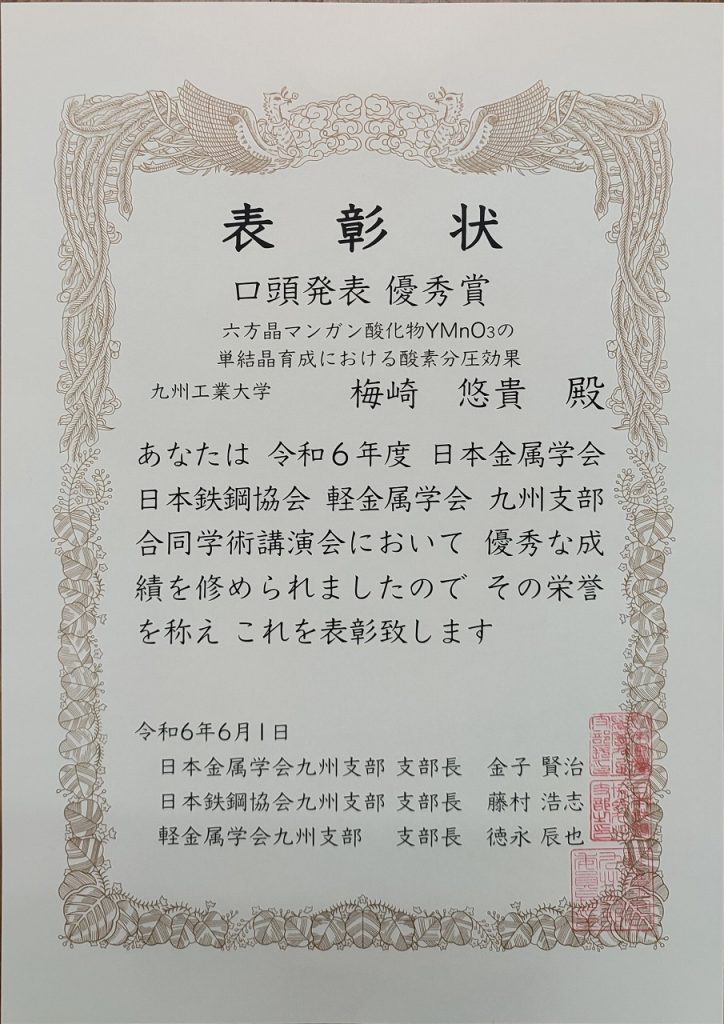 表彰状
口頭発表 優秀賞
六方晶マンガン酸化物YMnO3の
単結晶育成における酸素分圧効果
九州工業大学 梅崎 悠貴 殿
あなたは 令和6年度 日本金属学会
日本鉄鋼協会 軽金属学会 九州支部
合同学術講演会において 優秀な成
績を修められましたので その栄誉
を称え これを表彰致します
令和6年6月1日
日本金属学会九州支部 支部長 金子 賢治
日本鉄鋼協会九州支部 支部長 藤村 浩志
軽金属学会九州支部 支部長 徳永 辰也